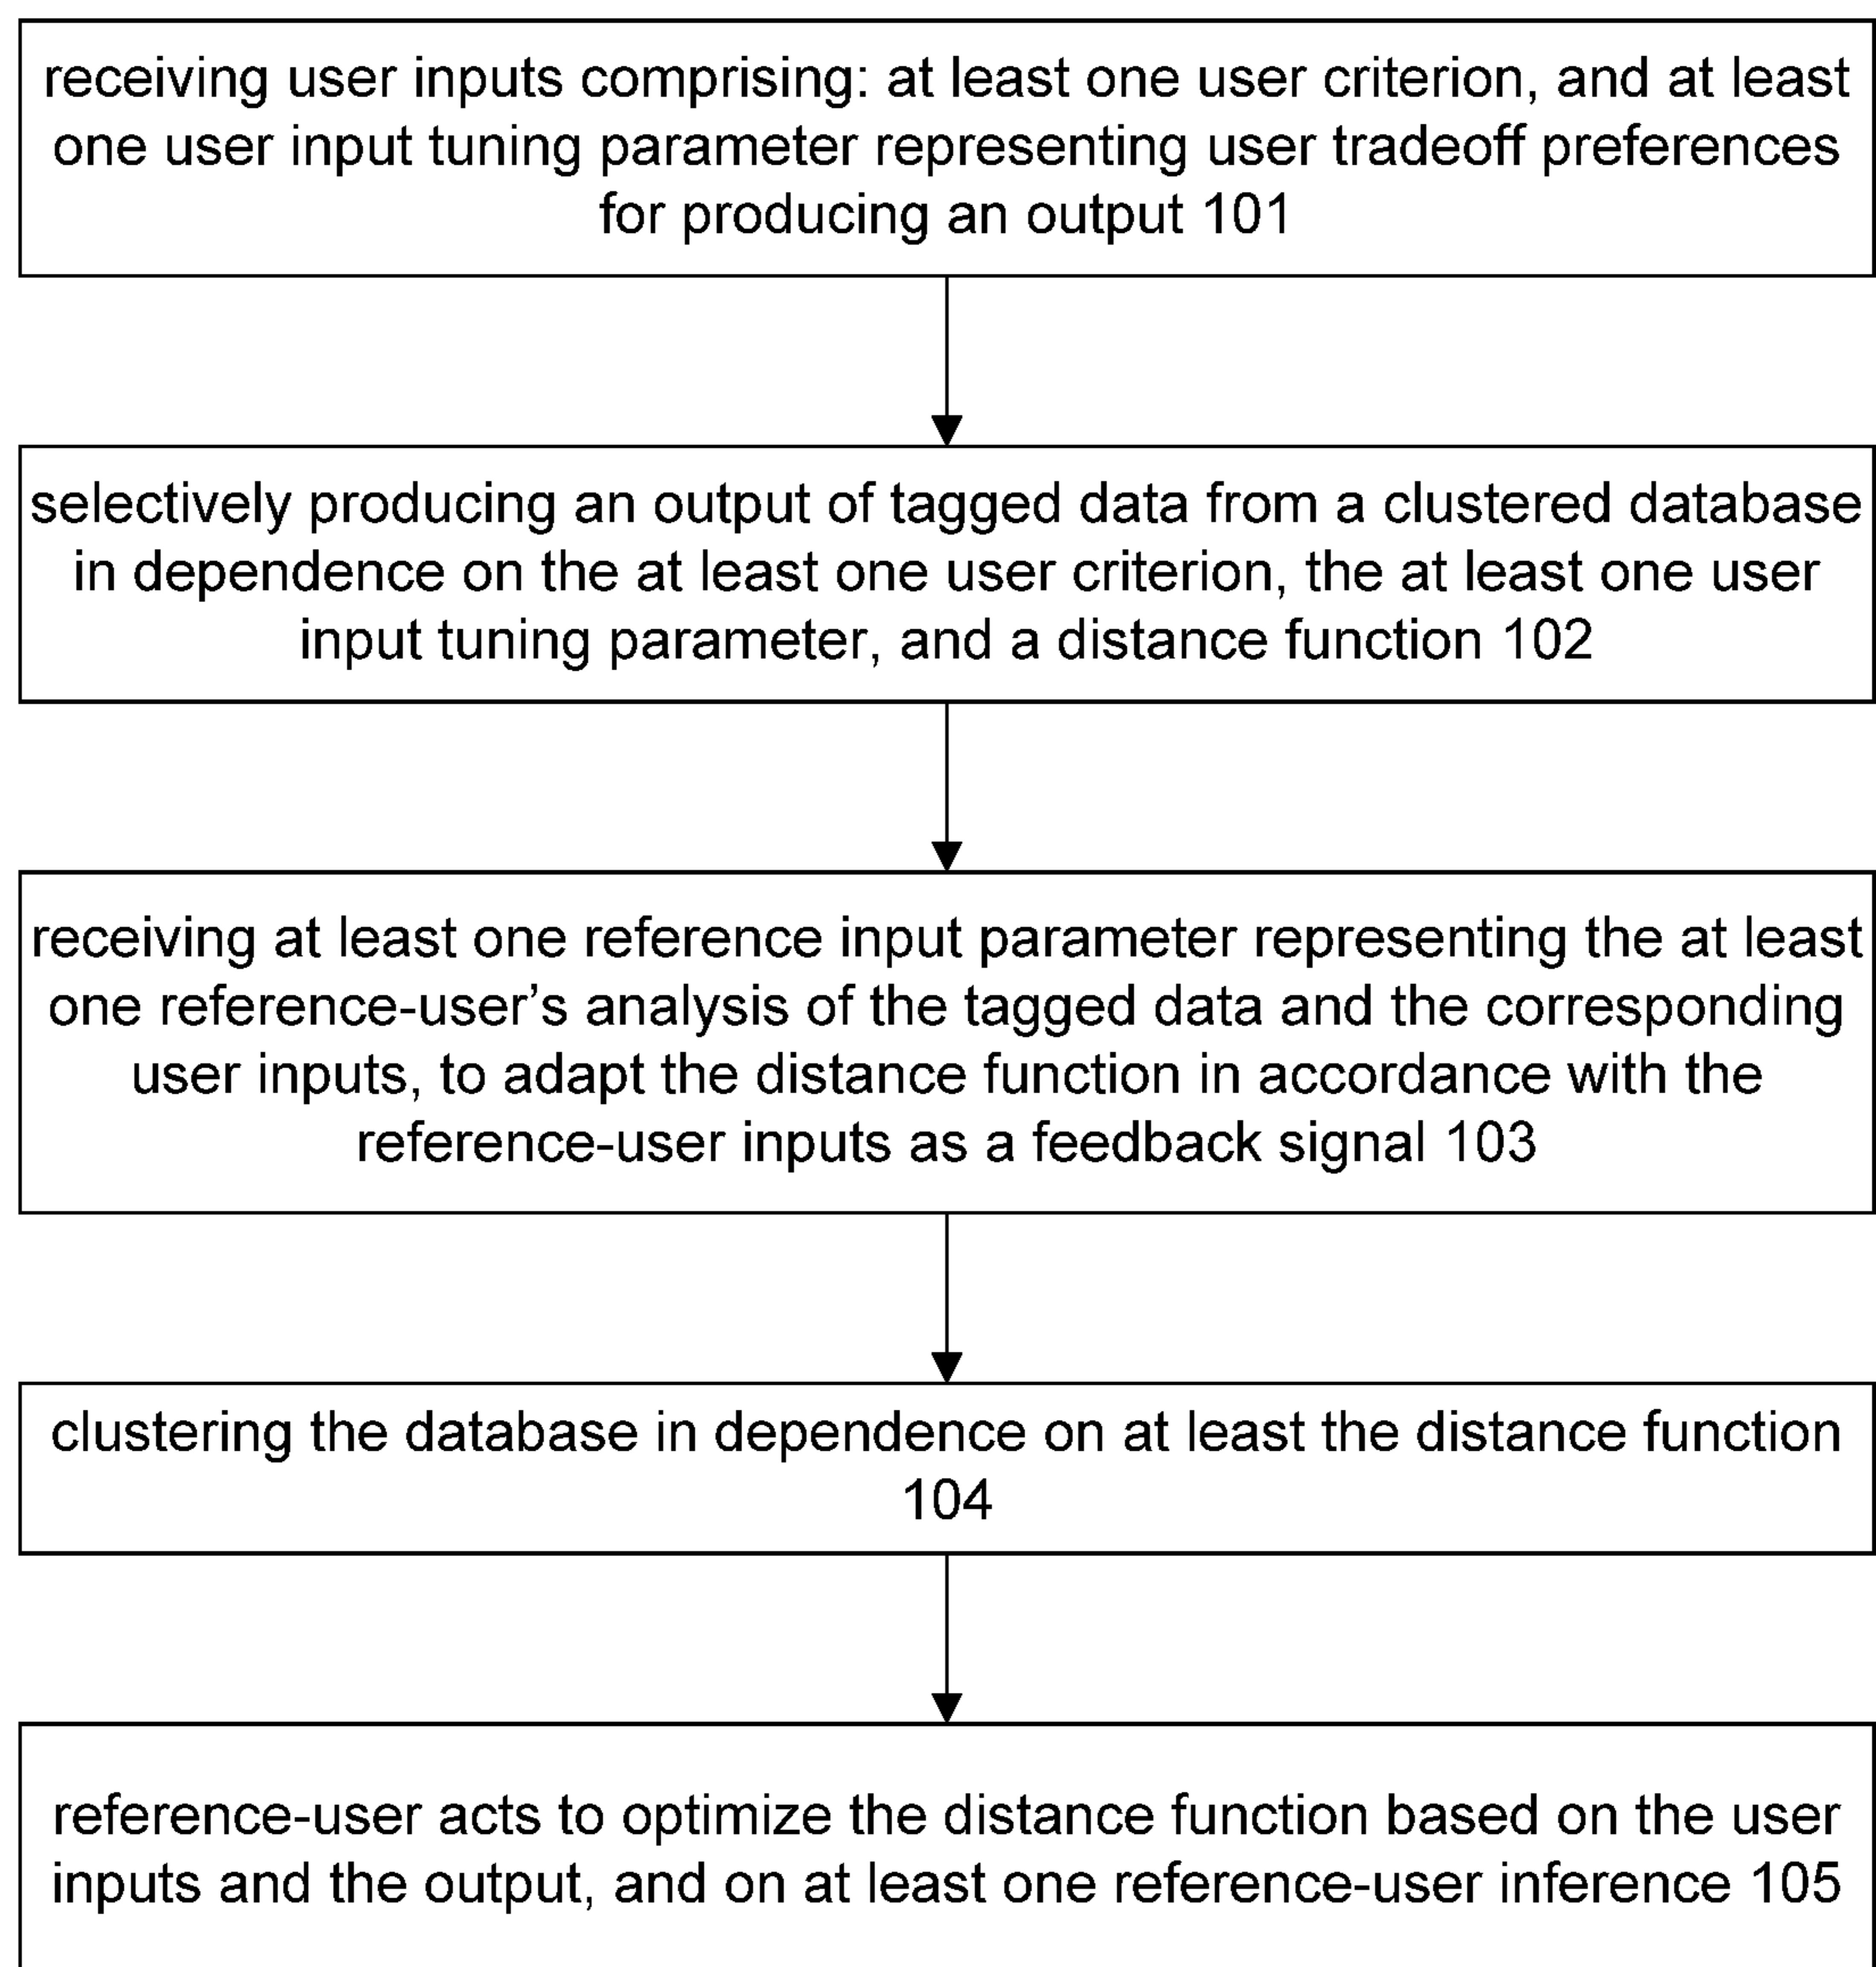 receiving user inputs comprising: at least one user criterion, and at least
one user input tuning parameter representing user tradeoff preferences
for producing an output 101
selectively producing an output of tagged data from a clustered database
in dependence on the at least one user criterion, the at least one user
input tuning parameter, and a distance function 102
receiving at least one reference input parameter representing the at least
one reference-user’s analysis of the tagged data and the corresponding
user inputs, to adapt the distance function in accordance with the
reference-user inputs as a feedback signal 103
clustering the database in dependence on at least the distance function
104
reference-user acts to optimize the distance function based on the user
inputs and the output, and on at least one reference-user inference 105